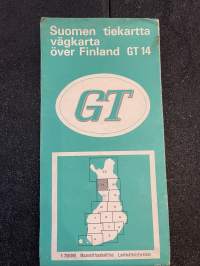 Suomen tiekartta
vägkarta
över Finland GT 14
GT